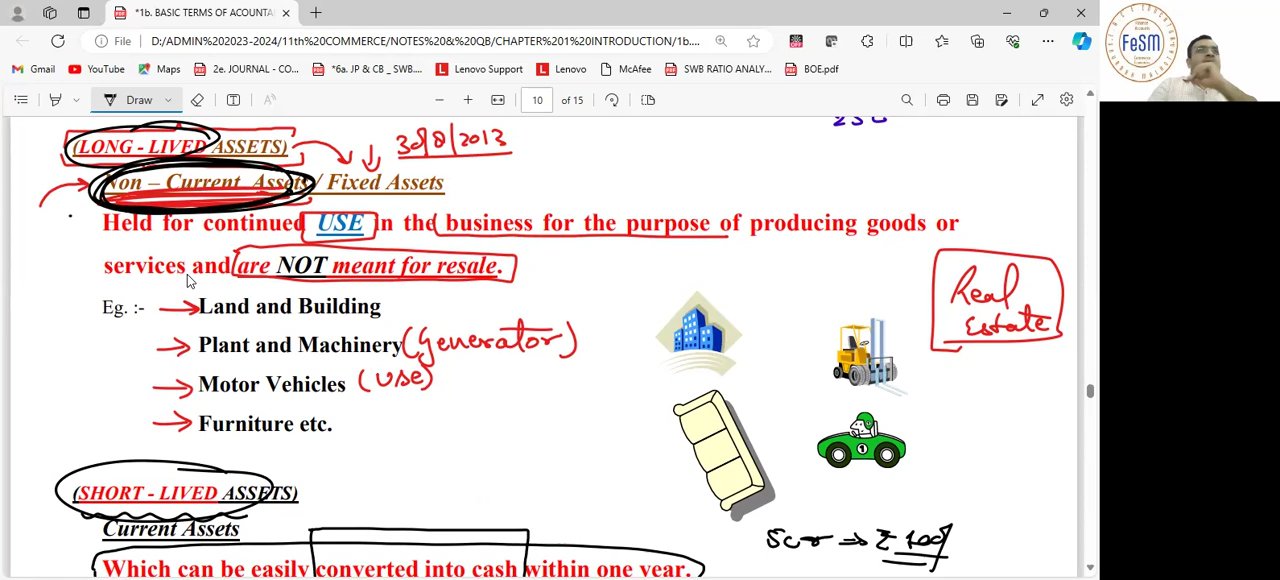 *1b. BASIC TERMS OF ACOUNTA
File D:/ADMIN%202023-2024/11th%20COMMERCE/NOTES%20&%20QB/CHAPTER%201%20INTRODUCTION/1b....
Gmail YouTube Maps 2E. JOURNAL - CO... *6a. JP & CB _ SWB.... Lenovo Support Lenovo McAfee SWB RATIO ANALY... BOE.pdf
Draw 10 of 15
(LONG - LIVED ASSETS) 30/8/2013
Non – Current Assets / Fixed Assets
Held for continued USE in the business for the purpose of producing goods or
services and are NOT meant for resale.
Eg. :- Land and Building
Real
Estate
Plant and Machinery (Generator)
Motor Vehicles (use)
Furniture etc.
1
(SHORT - LIVED ASSETS)
Current Assets
Which can be easily converted into cash within one year.
FeSM